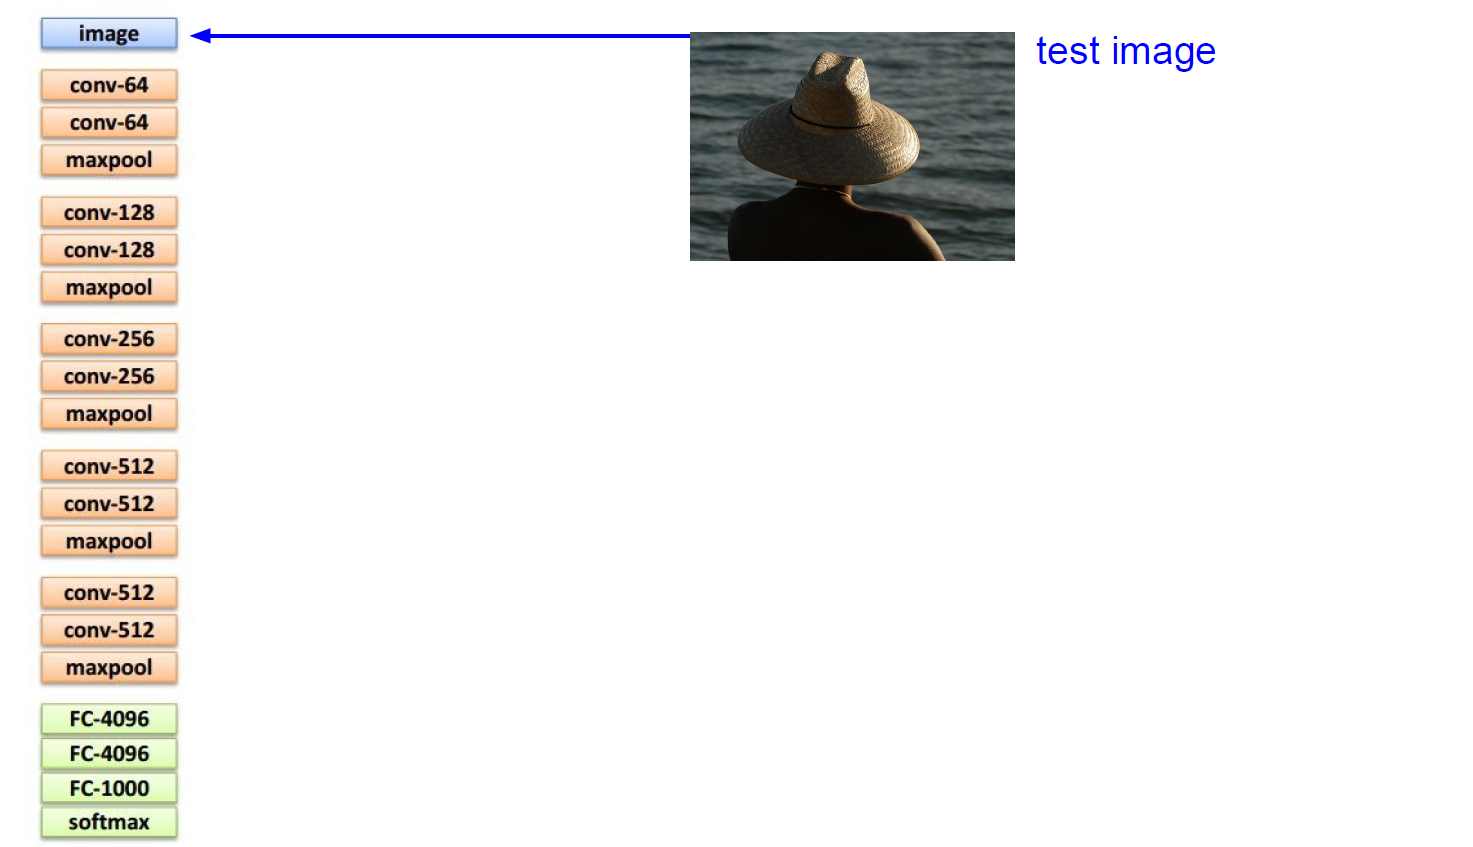 image
test image
conv-64
conv-64
maxpool
conv-128
conv-128
maxpool
conv-256
conv-256
maxpool
conv-512
conv-512
maxpool
conv-512
conv-512
maxpool
FC-4096
FC-4096
FC-1000
softmax